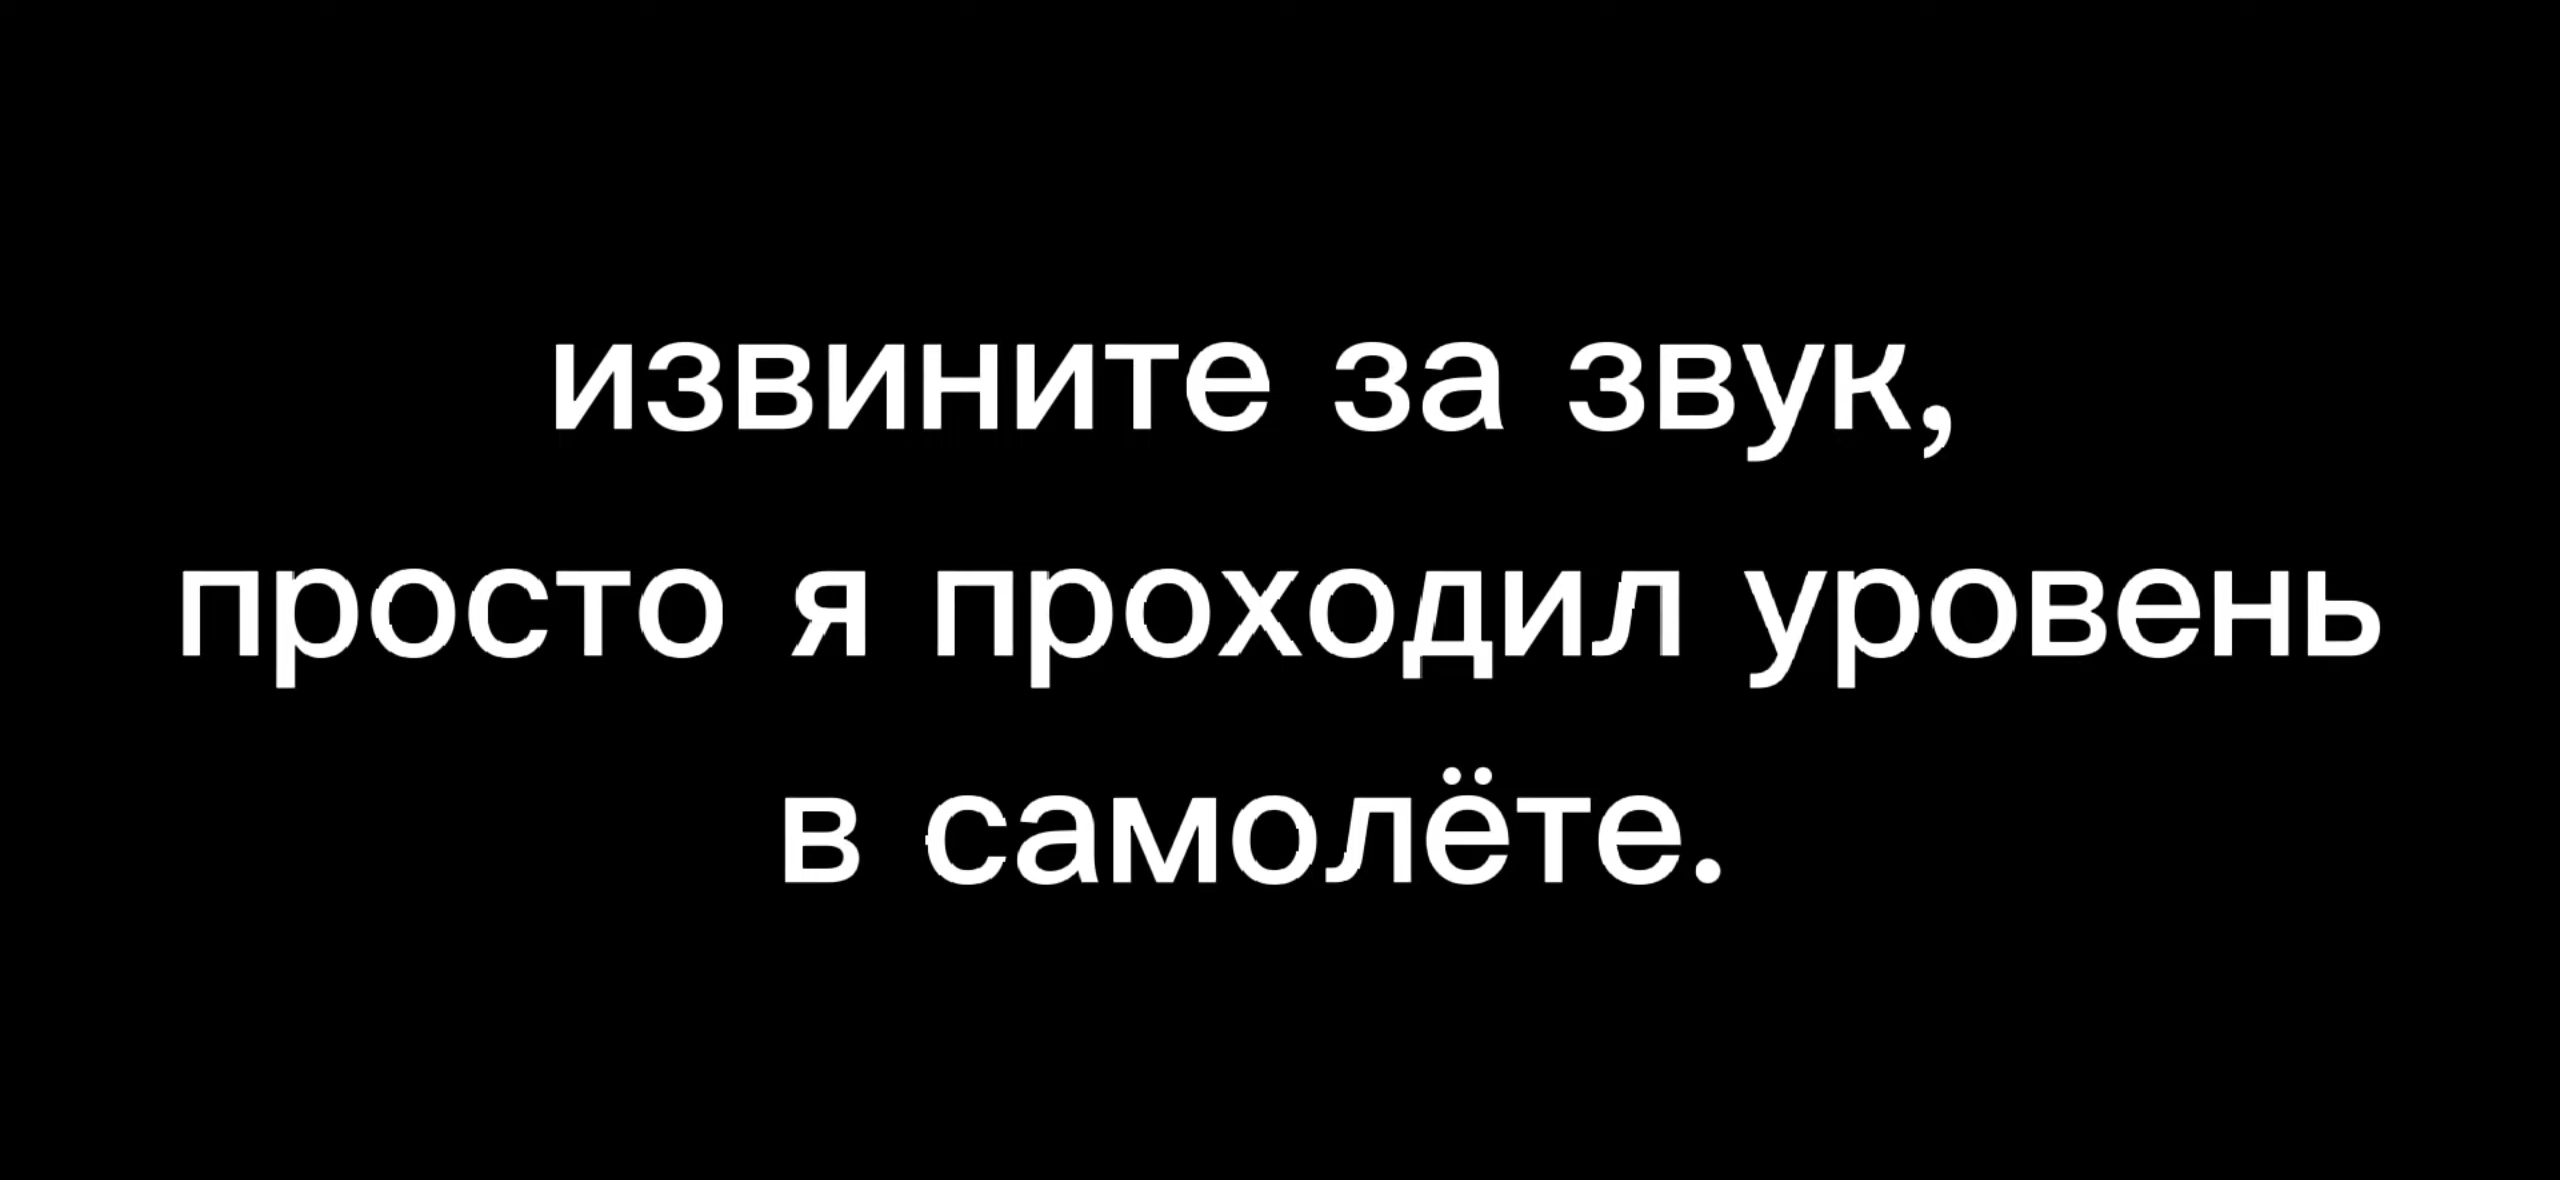 извините за звук,
просто я проходил уровень
в самолёте.